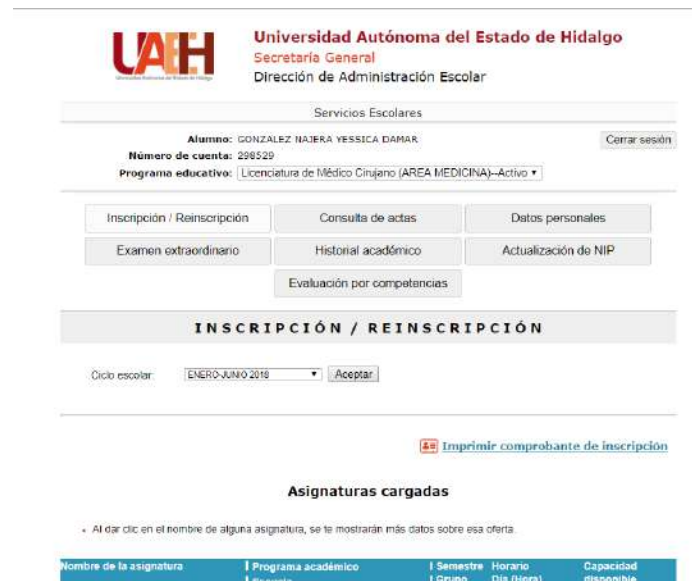 UAEH
Universidad Autónoma del Estado de Hidalgo
Secretaría General
Dirección de Administración Escolar
Servicios Escolares
Alumno: GONZALEZ NAJERA YESSICA DAMAR
Cerrar sesión
Número de cuenta: 298529
Programa educativo: Licenciatura de Médico Cirujano (AREA MEDICINA)--Activo
Inscripción / Reinscripción
Consulta de actas
Datos personales
Examen extraordinario
Historial académico
Actualización de NIP
Evaluación por competencias
INSCRIPCIÓN / REINSCRIPCIÓN
Ciclo escolar: ENERO-JUNIO 2018 Aceptar
Imprimir comprobante de inscripción
Asignaturas cargadas
Al dar clic en el nombre de alguna asignatura, se te mostrarán más datos sobre esa oferta.
Nombre de la asignatura
Programa académico
Semestre
Grupo
Horario
Día (Hora)
Capacidad
disponible